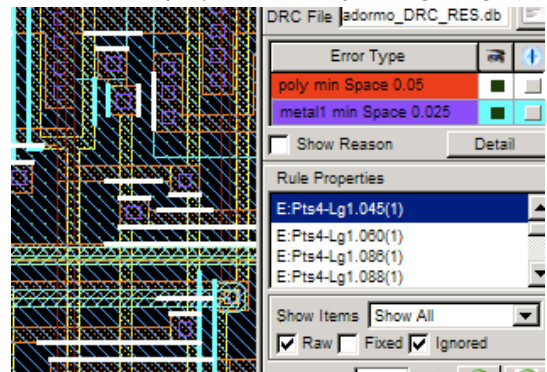 DRC File adormo_DRC_RES.db
Error Type
poly min Space 0.05
metal1 min Space 0.025
Show Reason Detail
Rule Properties
E:Pts4-Lg1.045(1)
E:Pts4-Lg1.060(1)
E:Pts4-Lg1.086(1)
E:Pts4-Lg1.088(1)
Show Items Show All
Raw Fixed Ignored